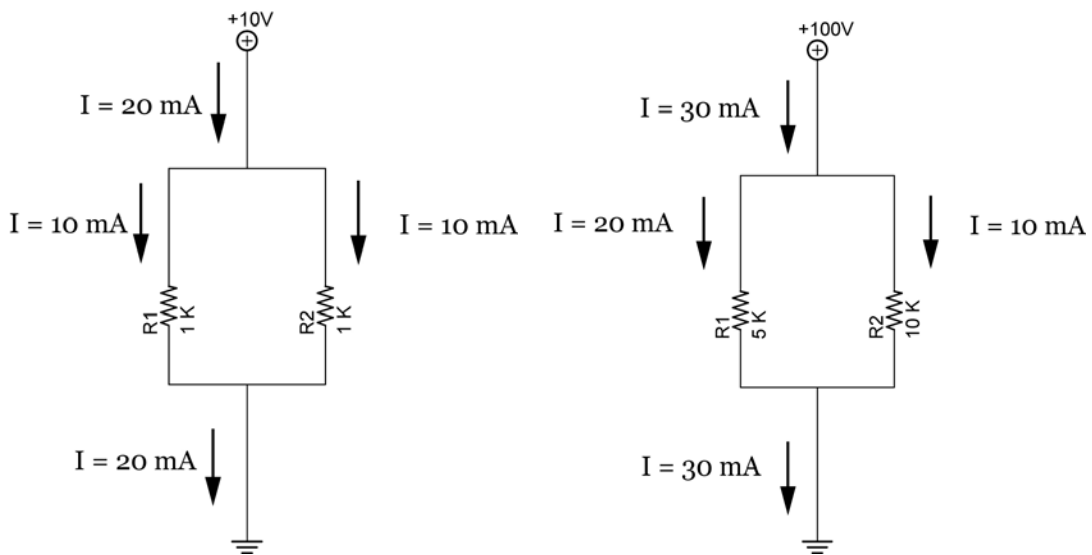 +10V
I = 20 mA
I = 10 mA
I = 10 mA
R1
1 K
R2
1 K
I = 20 mA
+100V
I = 30 mA
I = 20 mA
I = 10 mA
R1
5 K
R2
10 K
I = 30 mA